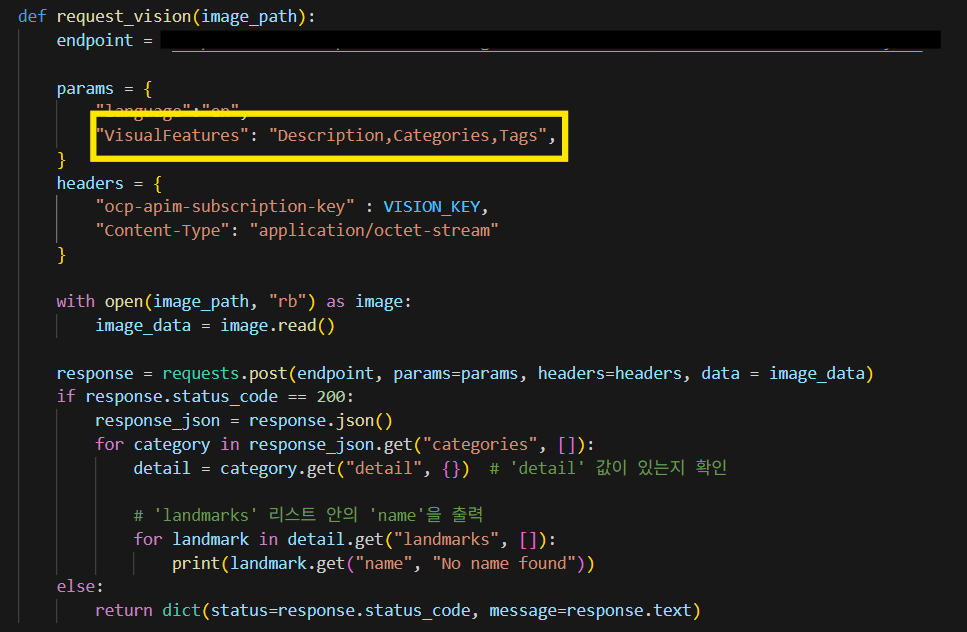 def request_vision(image_path):
endpoint =
params = {
"language":"en",
"VisualFeatures": "Description,Categories,Tags",
}
headers = {
"ocp-apim-subscription-key" : VISION_KEY,
"Content-Type": "application/octet-stream"
}
with open(image_path, "rb") as image:
image_data = image.read()
response = requests.post(endpoint, params=params, headers=headers, data = image_data)
if response.status_code == 200:
response_json = response.json()
for category in response_json.get("categories", []):
detail = category.get("detail", {}) # 'detail' 값이 있는지 확인
# 'landmarks' 리스트 안의 'name'을 출력
for landmark in detail.get("landmarks", []):
print(landmark.get("name", "No name found"))
else:
return dict(status=response.status_code, message=response.text)